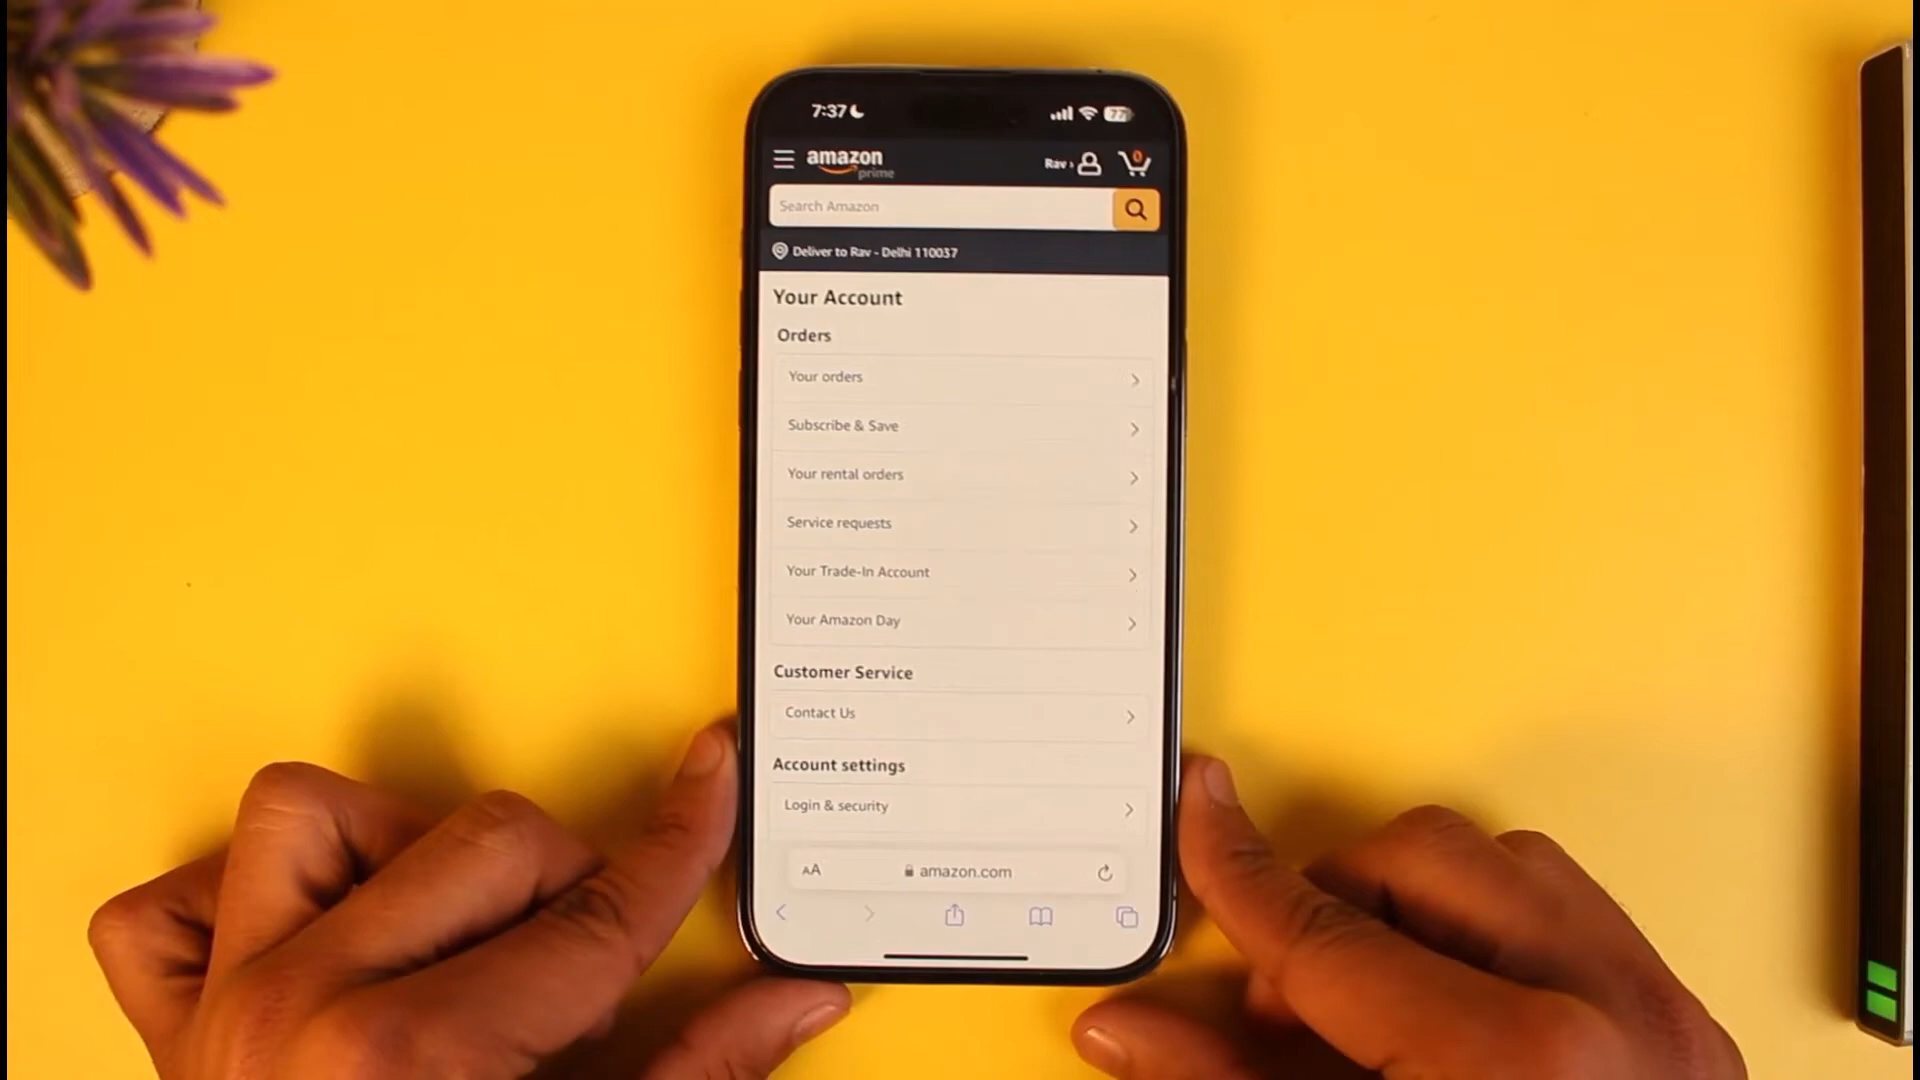 7:37
77
amazon
prime
Rav ›
0
Search Amazon
Deliver to Rav - Delhi 110037
Your Account
Orders
Your orders
Subscribe & Save
Your rental orders
Service requests
Your Trade-In Account
Your Amazon Day
Customer Service
Contact Us
Account settings
Login & security
AA
amazon.com